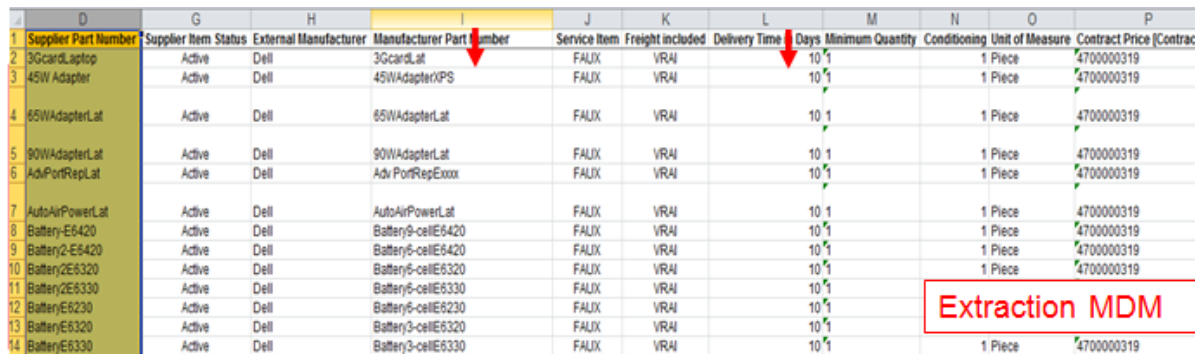 D G H I J K L M N O P
1 Supplier Part Number Supplier Item Status External Manufacturer Manufacturer Part Number Service Item Freight included Delivery Time Days Minimum Quantity Conditioning Unit of Measure Contract Price [Contrac
2 3GcardLaptop Active Dell 3GcardLat FAUX VRAI 10 1 1 Piece 4700000319
3 45W Adapter Active Dell 45WAdapterXPS FAUX VRAI 10 1 1 Piece 4700000319
4 65WAdapterLat Active Dell 65WAdapterLat FAUX VRAI 10 1 1 Piece 4700000319
5 90WAdapterLat Active Dell 90WAdapterLat FAUX VRAI 10 1 1 Piece 4700000319
6 AdvPortRepLat Active Dell Adv PortRepExxxx FAUX VRAI 10 1 1 Piece 4700000319
7 AutoAirPowerLat Active Dell AutoAirPowerLat FAUX VRAI 10 1 1 Piece 4700000319
8 Battery-E6420 Active Dell Battery9-cellE6420 FAUX VRAI 10 1 1 Piece 4700000319
9 Battery2-E6420 Active Dell Battery6-cellE6420 FAUX VRAI 10 1 1 Piece 4700000319
10 Battery2E6320 Active Dell Battery6-cellE6320 FAUX VRAI 10 1 1 Piece 4700000319
11 Battery2E6330 Active Dell Battery6-cellE6330 FAUX VRAI 10 1
12 BatteryE6230 Active Dell Battery6-cellE6230 FAUX VRAI 10 1
Extraction MDM
13 BatteryE6320 Active Dell Battery3-cellE6320 FAUX VRAI 10 1
14 BatteryE6330 Active Dell Battery3-cellE6330 FAUX VRAI 10 1 1 Piece 4700000319